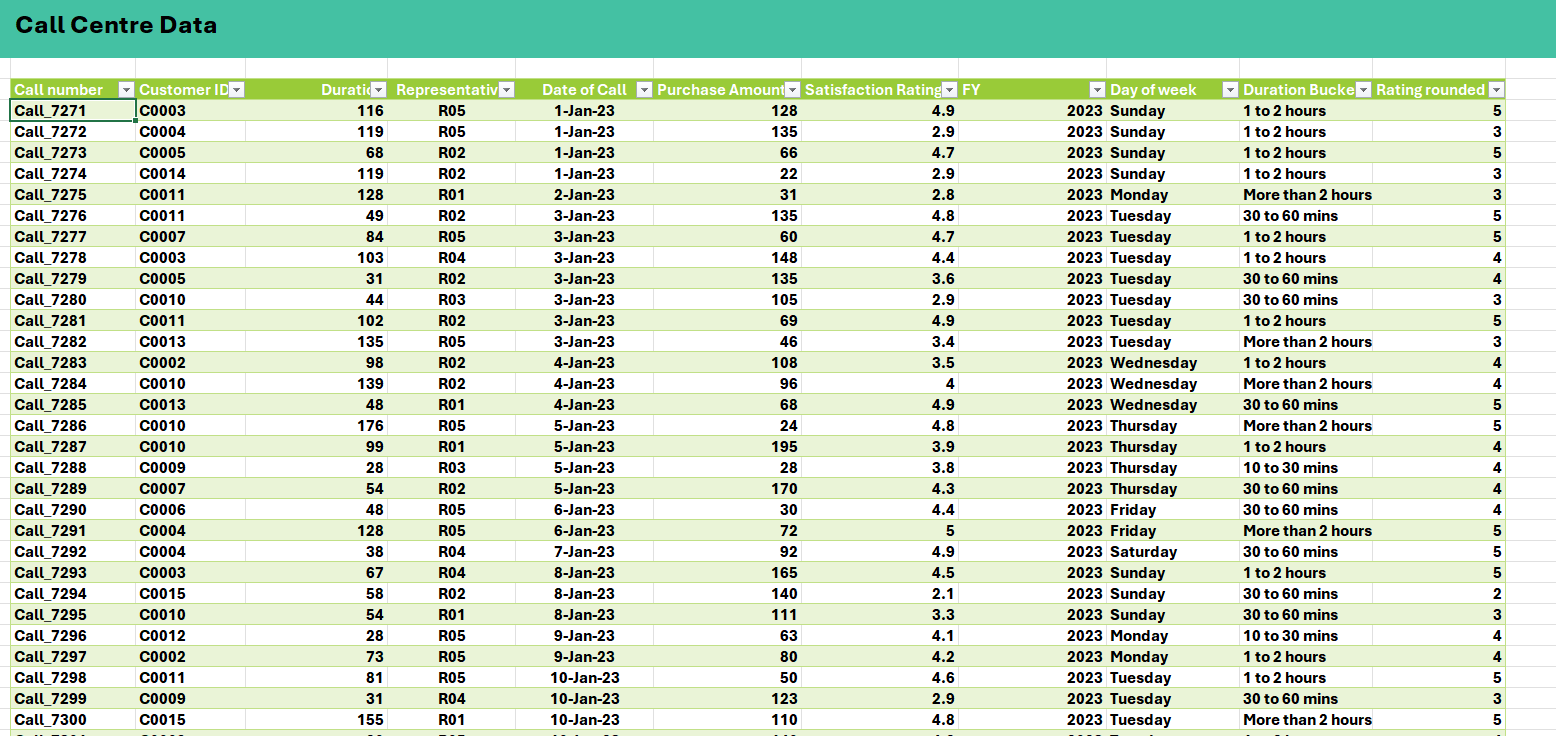 Call Centre Data
Call number Customer ID Duratic Representativ Date of Call Purchase Amount Satisfaction Rating FY Day of week Duration Bucke Rating rounded
Call_7271 C0003 116 R05 1-Jan-23 128 4.9 2023 Sunday 1 to 2 hours 5
Call_7272 C0004 119 R05 1-Jan-23 135 2.9 2023 Sunday 1 to 2 hours 3
Call_7273 C0005 68 R02 1-Jan-23 66 4.7 2023 Sunday 1 to 2 hours 5
Call_7274 C0014 119 R02 1-Jan-23 22 2.9 2023 Sunday 1 to 2 hours 3
Call_7275 C0011 128 R01 2-Jan-23 31 2.8 2023 Monday More than 2 hours 3
Call_7276 C0011 49 R02 3-Jan-23 135 4.8 2023 Tuesday 30 to 60 mins 5
Call_7277 C0007 84 R05 3-Jan-23 60 4.7 2023 Tuesday 1 to 2 hours 5
Call_7278 C0003 103 R04 3-Jan-23 148 4.4 2023 Tuesday 1 to 2 hours 4
Call_7279 C0005 31 R02 3-Jan-23 135 3.6 2023 Tuesday 30 to 60 mins 4
Call_7280 C0010 44 R03 3-Jan-23 105 2.9 2023 Tuesday 30 to 60 mins 3
Call_7281 C0011 102 R02 3-Jan-23 69 4.9 2023 Tuesday 1 to 2 hours 5
Call_7282 C0013 135 R05 3-Jan-23 46 3.4 2023 Tuesday More than 2 hours 3
Call_7283 C0002 98 R02 4-Jan-23 108 3.5 2023 Wednesday 1 to 2 hours 4
Call_7284 C0010 139 R02 4-Jan-23 96 4 2023 Wednesday More than 2 hours 4
Call_7285 C0013 48 R01 4-Jan-23 68 4.9 2023 Wednesday 30 to 60 mins 5
Call_7286 C0010 176 R05 5-Jan-23 24 4.8 2023 Thursday More than 2 hours 5
Call_7287 C0010 99 R01 5-Jan-23 195 3.9 2023 Thursday 1 to 2 hours 4
Call_7288 C0009 28 R03 5-Jan-23 28 3.8 2023 Thursday 10 to 30 mins 4
Call_7289 C0007 54 R02 5-Jan-23 170 4.3 2023 Thursday 30 to 60 mins 4
Call_7290 C0006 48 R05 6-Jan-23 30 4.4 2023 Friday 30 to 60 mins 4
Call_7291 C0004 128 R05 6-Jan-23 72 5 2023 Friday More than 2 hours 5
Call_7292 C0004 38 R04 7-Jan-23 92 4.9 2023 Saturday 30 to 60 mins 5
Call_7293 C0003 67 R04 8-Jan-23 165 4.5 2023 Sunday 1 to 2 hours 5
Call_7294 C0015 58 R02 8-Jan-23 140 2.1 2023 Sunday 30 to 60 mins 2
Call_7295 C0010 54 R01 8-Jan-23 111 3.3 2023 Sunday 30 to 60 mins 3
Call_7296 C0012 28 R05 9-Jan-23 63 4.1 2023 Monday 10 to 30 mins 4
Call_7297 C0002 73 R05 9-Jan-23 80 4.2 2023 Monday 1 to 2 hours 4
Call_7298 C0011 81 R05 10-Jan-23 50 4.6 2023 Tuesday 1 to 2 hours 5
Call_7299 C0009 31 R04 10-Jan-23 123 2.9 2023 Tuesday 30 to 60 mins 3
Call_7300 C0015 155 R01 10-Jan-23 110 4.8 2023 Tuesday More than 2 hours 5